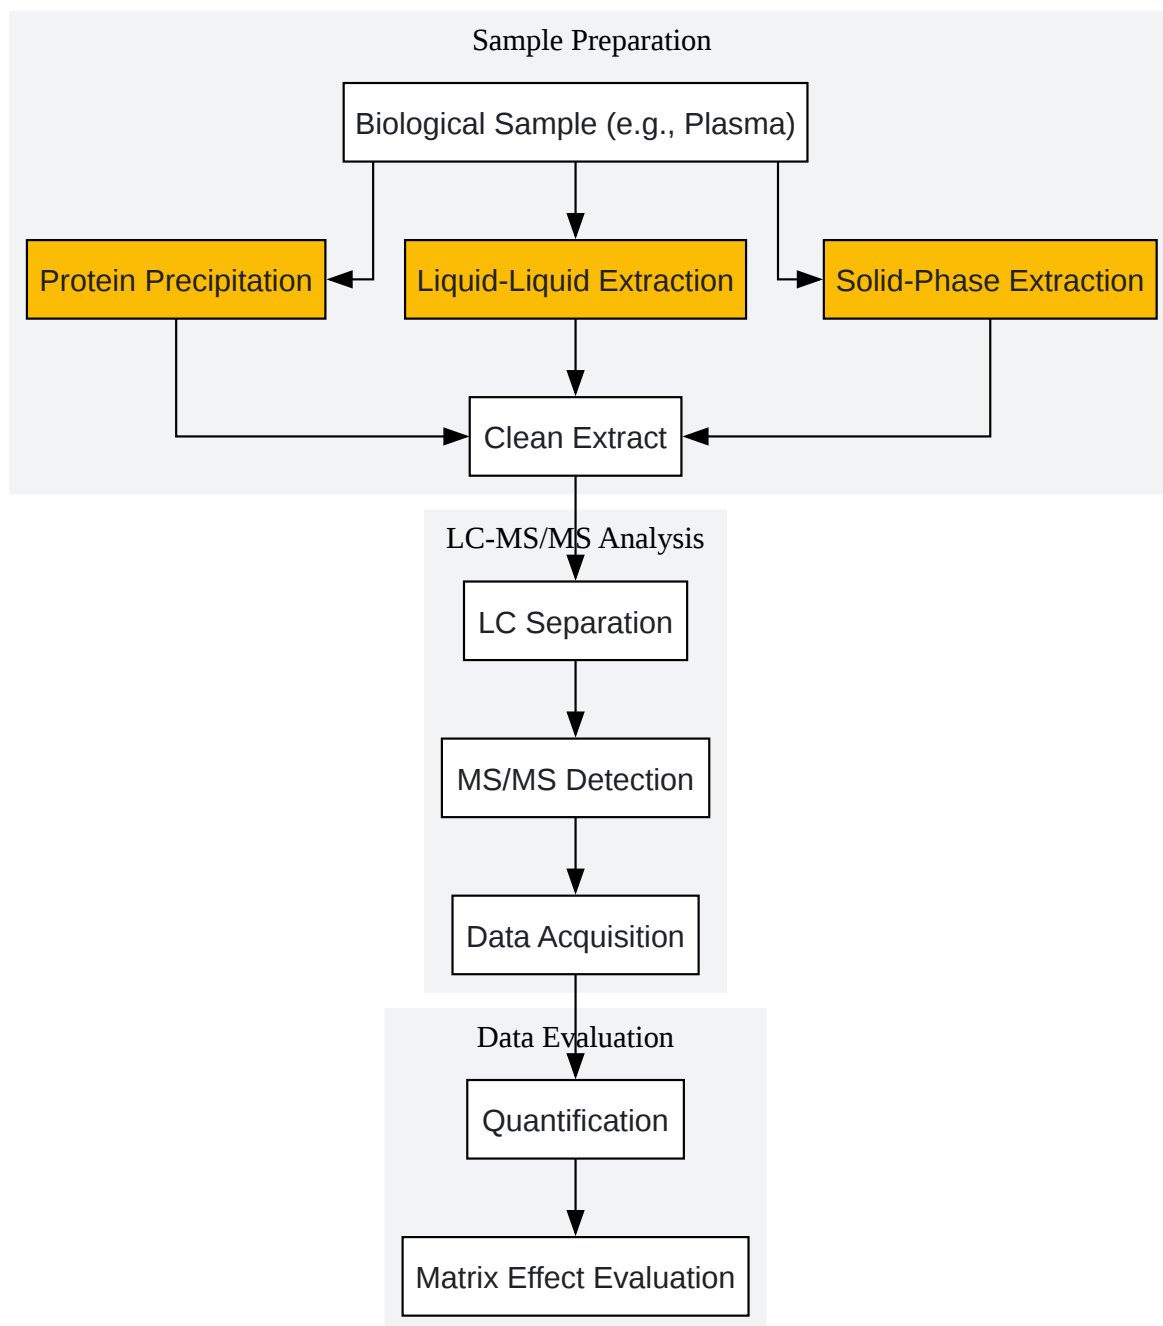 Sample Preparation
Biological Sample (e.g., Plasma)
Protein Precipitation
Liquid-Liquid Extraction
Solid-Phase Extraction
Clean Extract
LC-MS/MS Analysis
LC Separation
MS/MS Detection
Data Acquisition
Data Evaluation
Quantification
Matrix Effect Evaluation